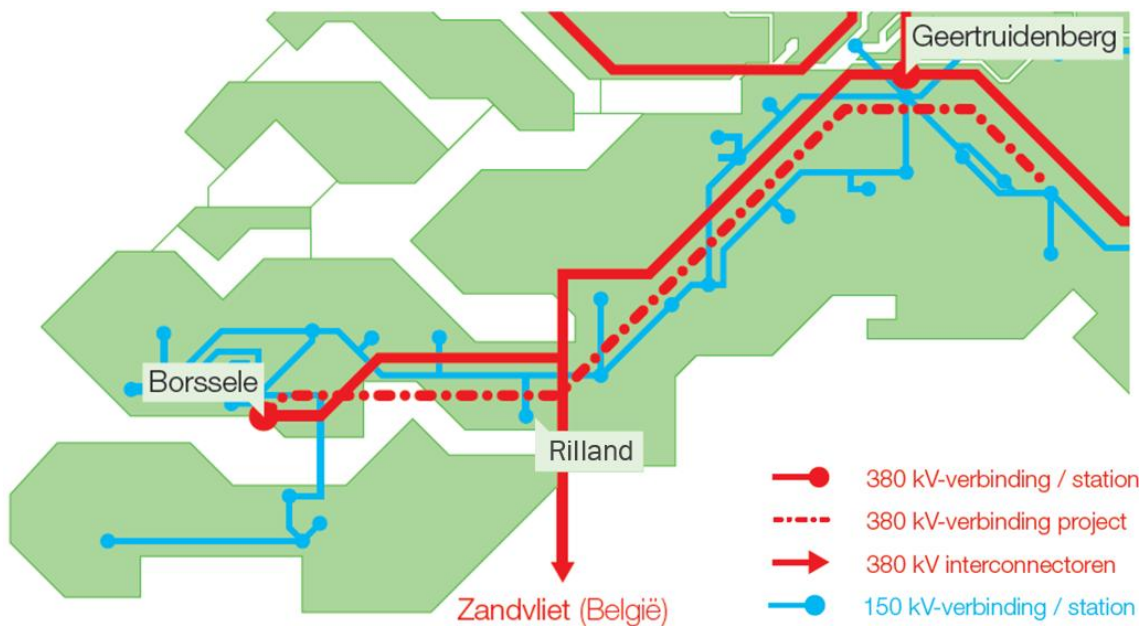 Geertruidenberg
Borssele
Rilland
Zandvliet (België)
380 kV-verbinding / station
380 kV-verbinding project
380 kV interconnectoren
150 kV-verbinding / station